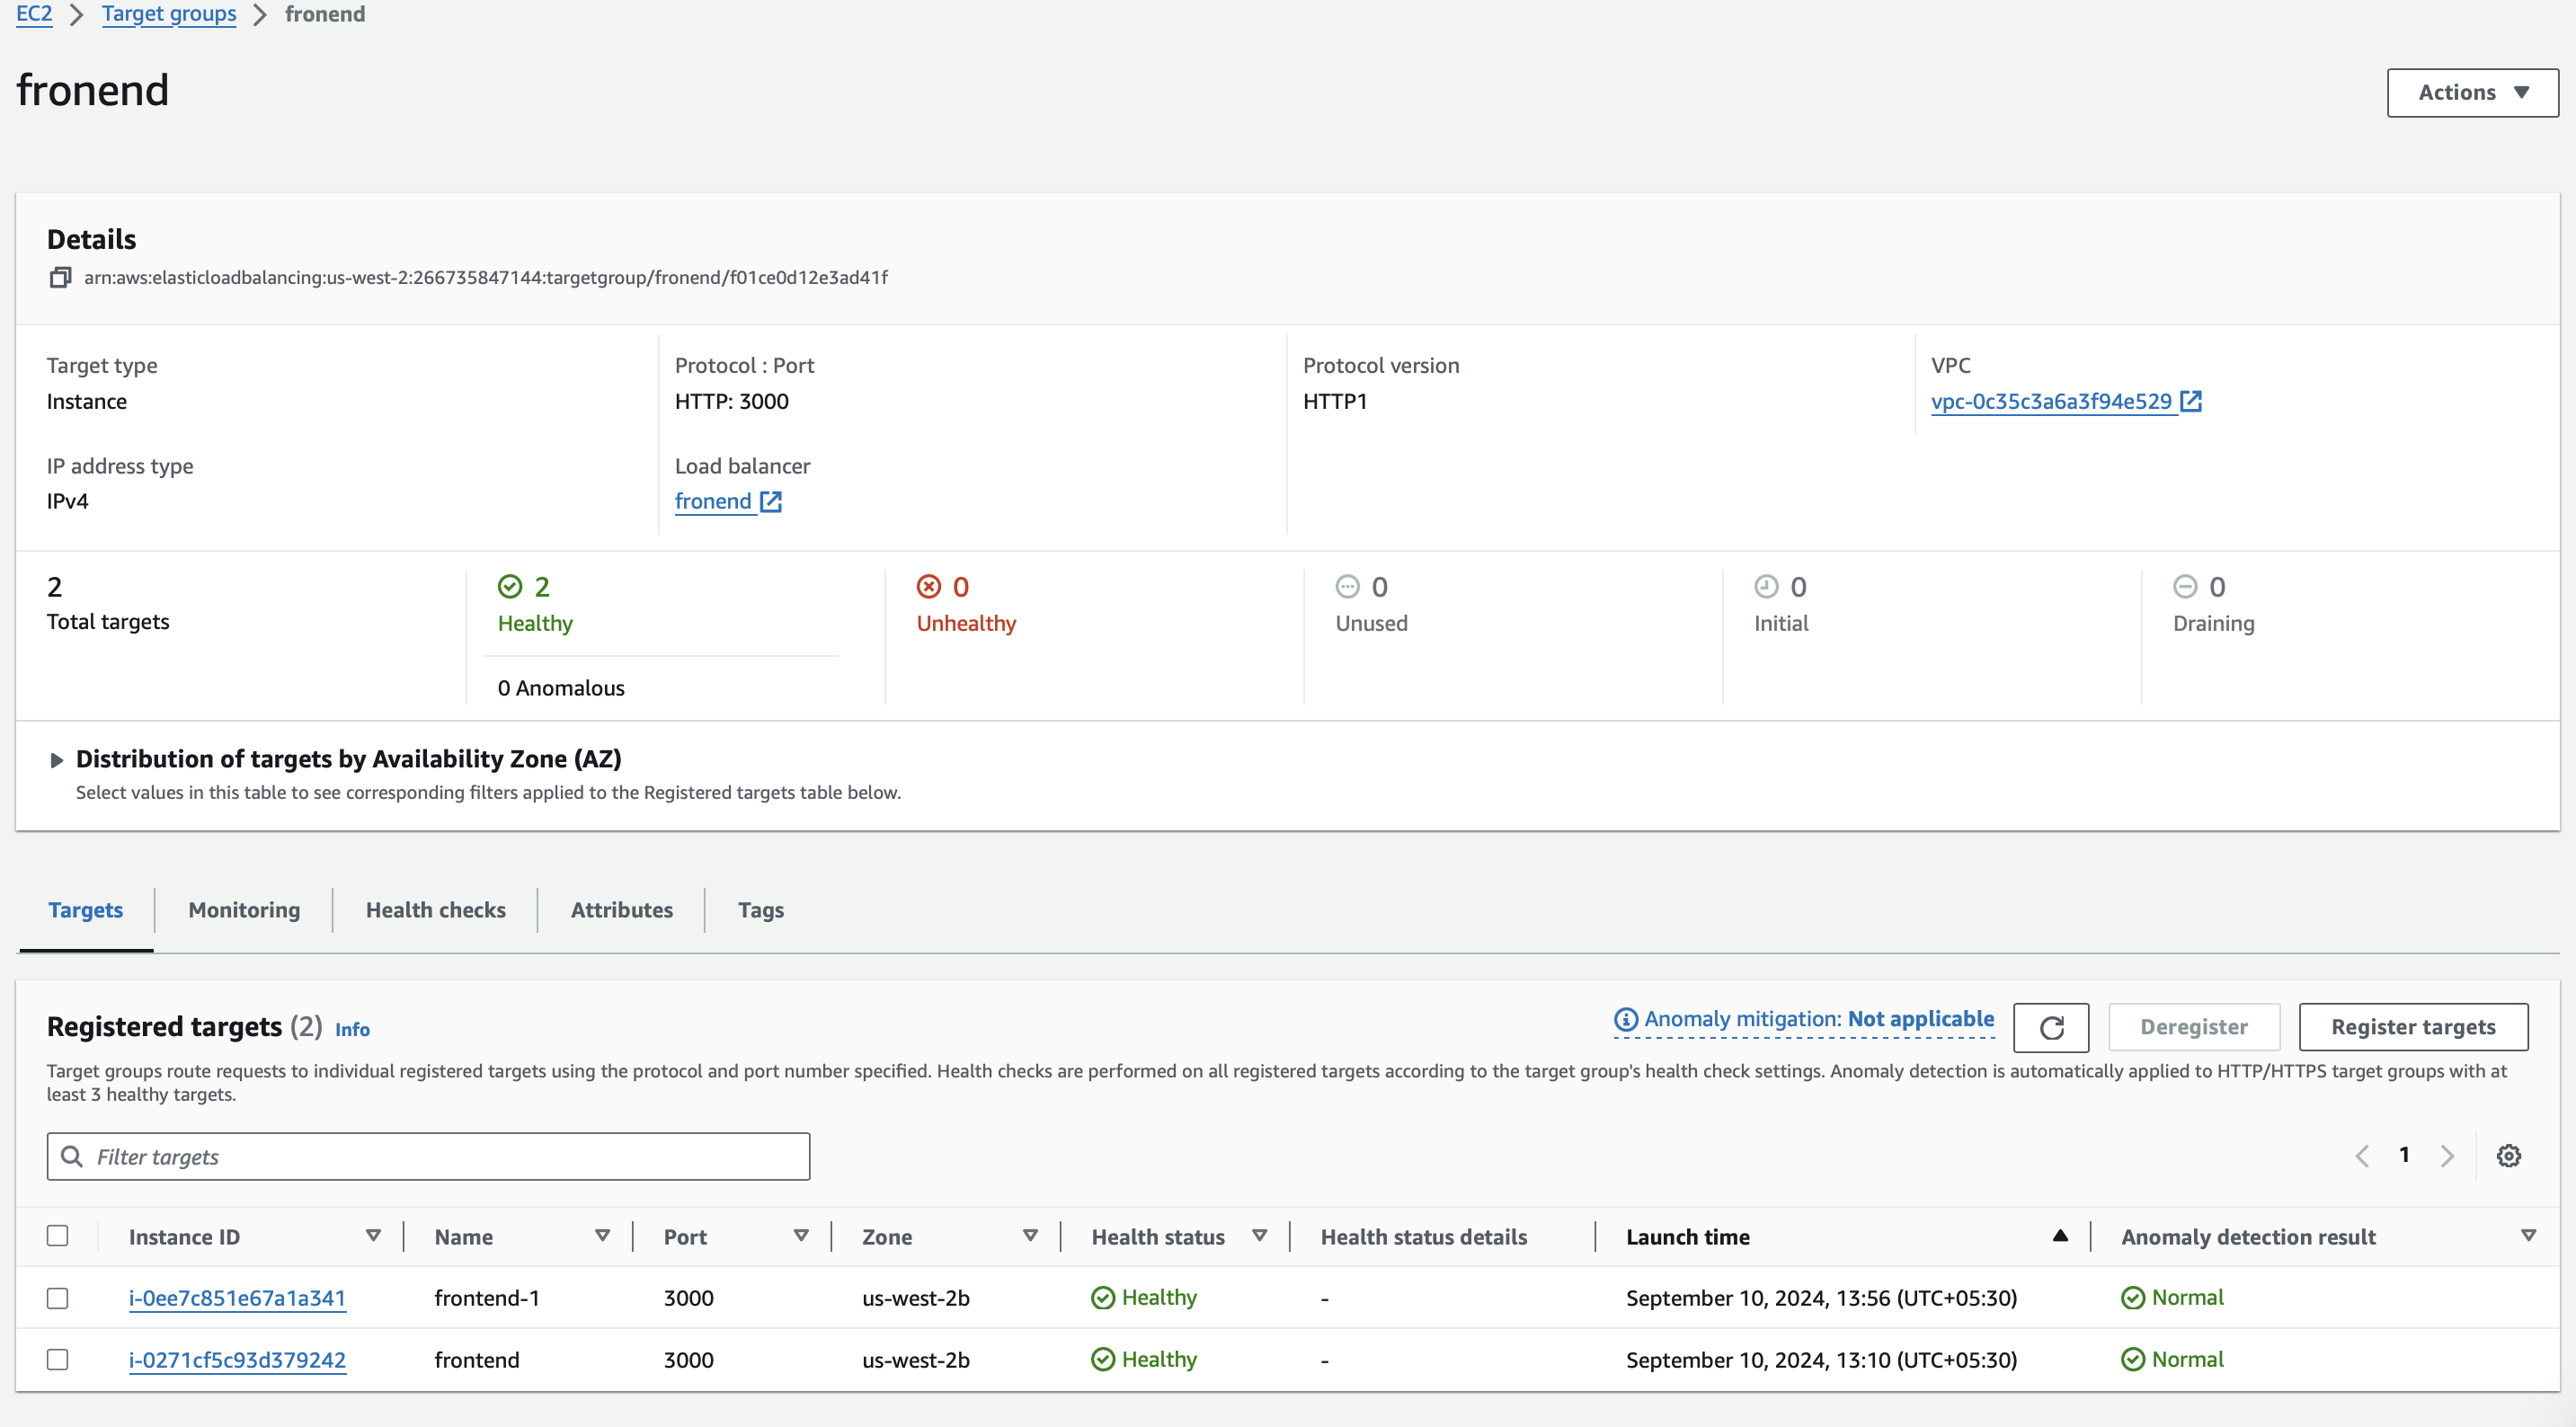 EC2 > Target groups > fronend
fronend
Actions
Details
arn:aws:elasticloadbalancing:us-west-2:266735847144:targetgroup/fronend/f01ce0d12e3ad41f
Target type
Instance
Protocol : Port
HTTP: 3000
Protocol version
HTTP1
VPC
vpc-0c35c3a6a3f94e529
IP address type
IPv4
Load balancer
fronend
2
Total targets
2
Healthy
0 Anomalous
0
Unhealthy
0
Unused
0
Initial
0
Draining
Distribution of targets by Availability Zone (AZ)
Select values in this table to see corresponding filters applied to the Registered targets table below.
Targets Monitoring Health checks Attributes Tags
Registered targets (2) Info
Anomaly mitigation: Not applicable
Deregister
Register targets
Target groups route requests to individual registered targets using the protocol and port number specified. Health checks are performed on all registered targets according to the target group's health check settings. Anomaly detection is automatically applied to HTTP/HTTPS target groups with at
least 3 healthy targets.
Filter targets
1
Instance ID Name Port Zone Health status Health status details Launch time Anomaly detection result
i-0ee7c851e67a1a341 frontend-1 3000 us-west-2b Healthy - September 10, 2024, 13:56 (UTC+05:30) Normal
i-0271cf5c93d379242 frontend 3000 us-west-2b Healthy - September 10, 2024, 13:10 (UTC+05:30) Normal